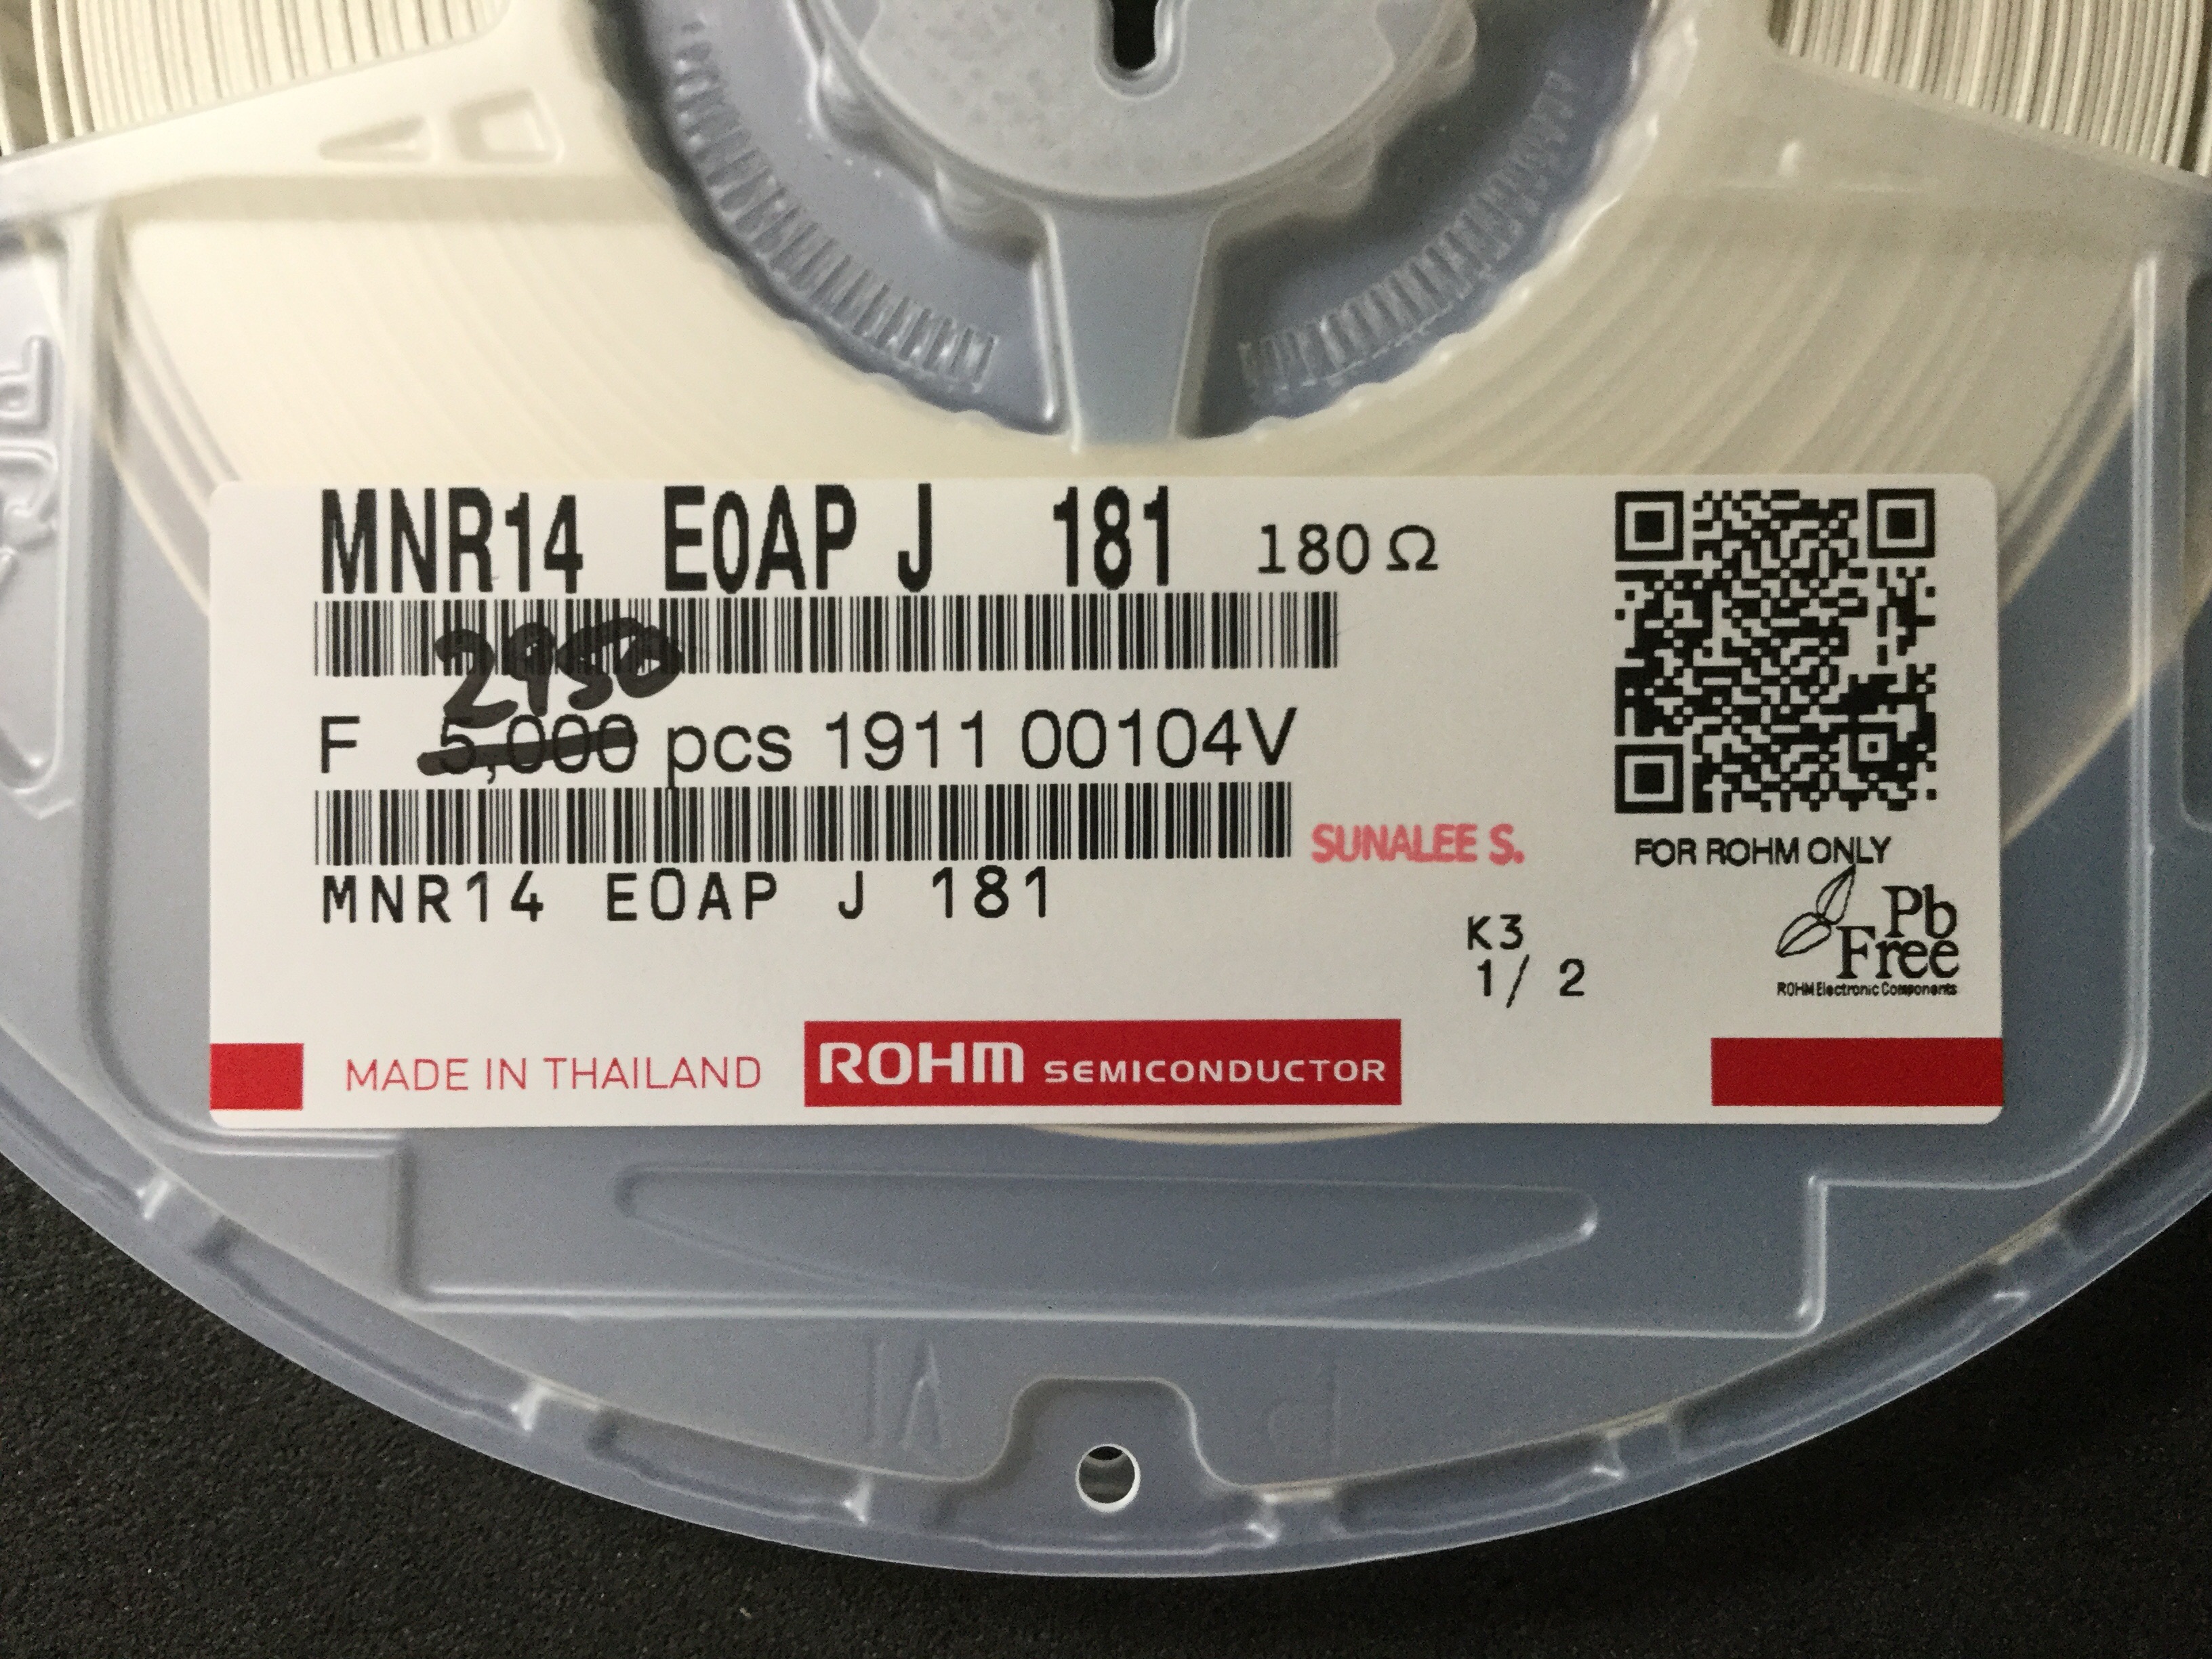 MNR14 E0AP J 181 180Ω
2950
F 5,000 pcs 1911 00104V
SUNALEE S.
FOR ROHM ONLY
MNR14 E0AP J 181
K3
1/ 2
Pb
Free
ROHM Electronic Components
MADE IN THAILAND
ROHM SEMICONDUCTOR